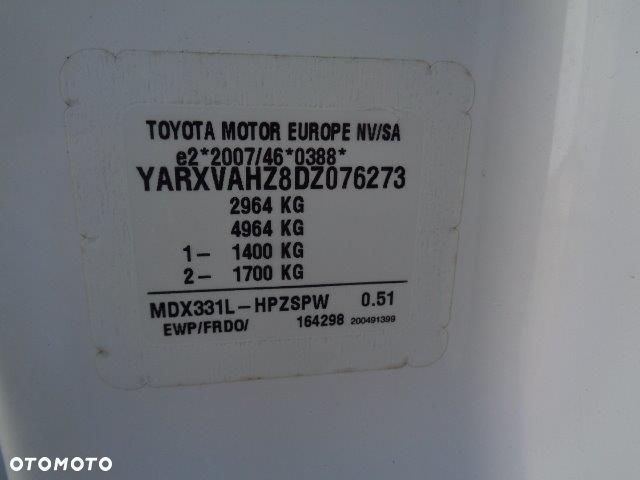 TOYOTA MOTOR EUROPE NV/SA
e2*2007/46*0388*
YARXVAHZ8DZ076273
2964 KG
4964 KG
1- 1400 KG
2- 1700 KG
MDX331L-HPZSPW 0.51
EWP/FRDO/ 164298 200491399
OTOMOTO